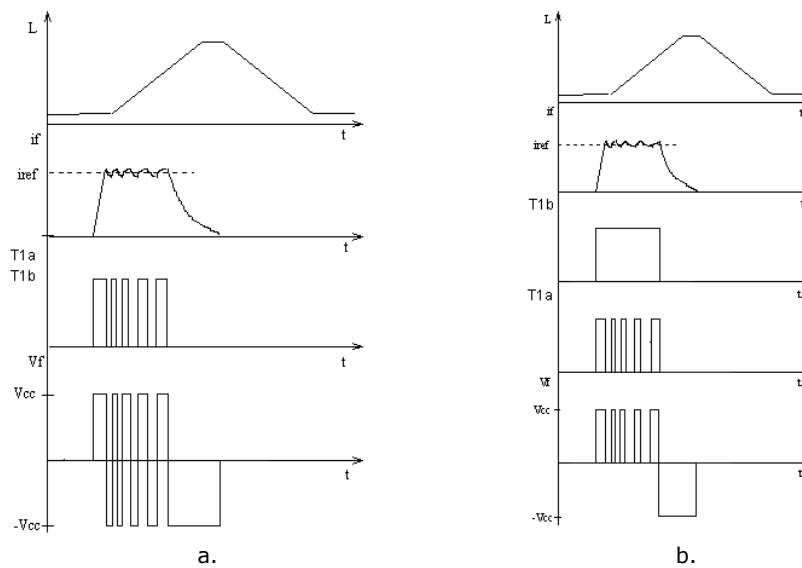 L
t
if
iref
t
T1a
T1b
t
Vf
Vcc
t
-Vcc
a.
L
t
if
iref
t
T1b
t
T1a
t
Vf
Vcc
t
-Vcc
b.